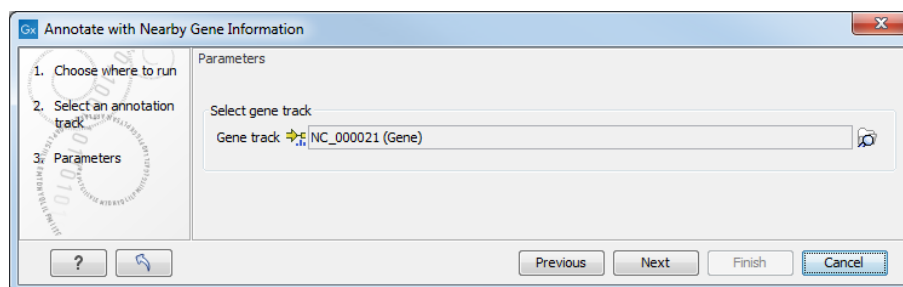 Gx Annotate with Nearby Gene Information
X
1. Choose where to run
2. Select an annotation
track
3. Parameters
Parameters
Select gene track
Gene track NC_000021 (Gene)
?
Previous
Next
Finish
Cancel